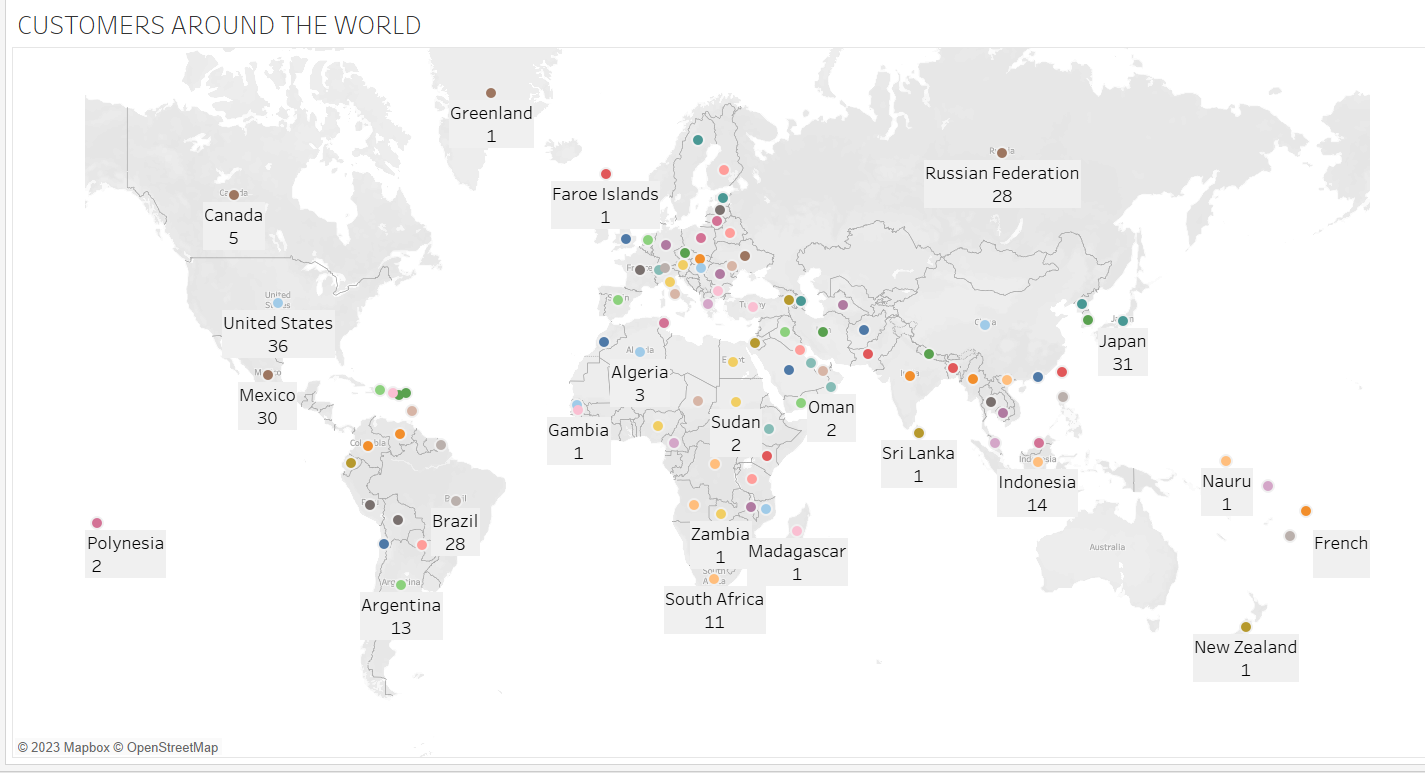 CUSTOMERS AROUND THE WORLD
Greenland
1
Russian Federation
28
Faroe Islands
1
Canada
5
United
United States
36
Japan
31
Mexico
30
Algeria
3
Oman
2
Sudan
2
Gambia
1
Sri Lanka
1
Indonesia
14
Nauru
1
Brazil
28
Polynesia
2
French
Zambia
1
Madagascar
1
Australia
Argentina
13
South Africa
11
New Zealand
1
© 2023 Mapbox © OpenStreetMap